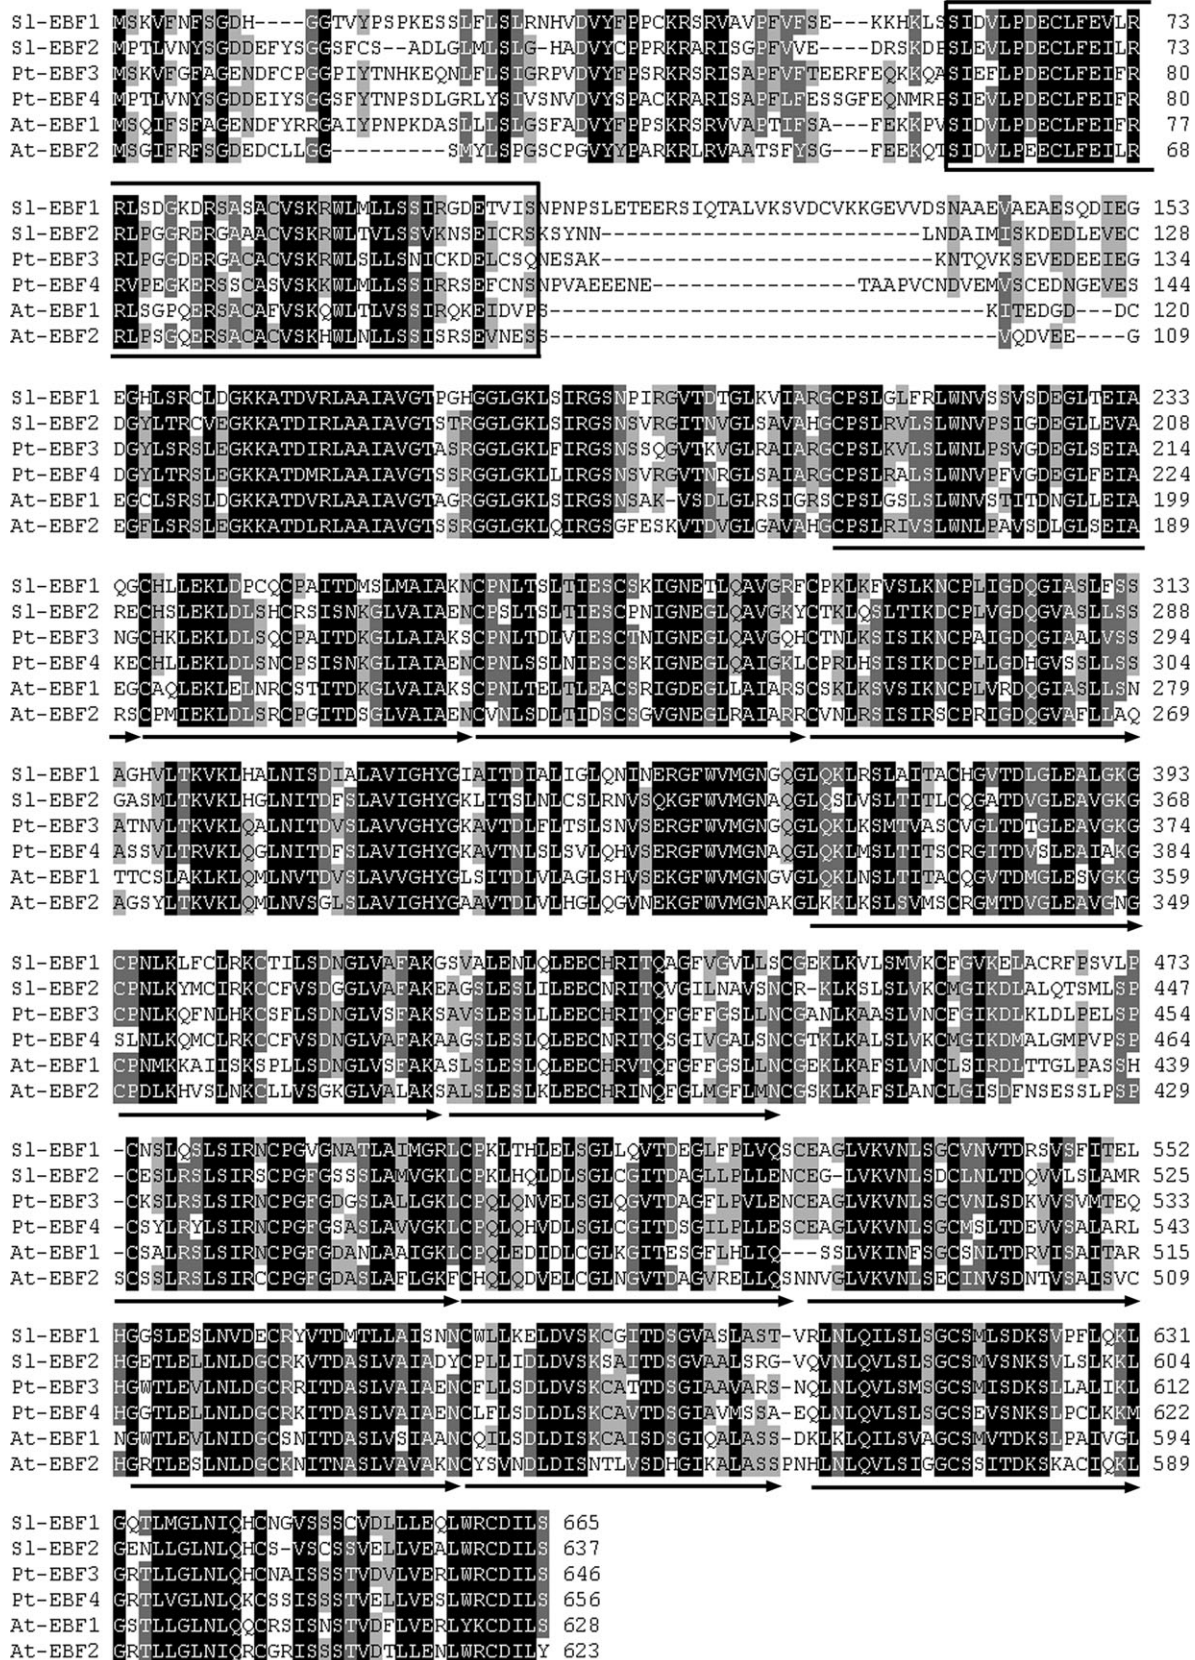 Sl-EBF1 MSKVFNFSGDH----GGTVYPSPKESSLFLSLRNHVDVYFPPCKRSRVAVPFVFSE---KKHKLSSIDVLPDECLFEVLR 73
Sl-EBF2 MPTLVNYSGDDEFYSGGSFCS--ADLGLMLSLG-HADVYCPPRKRARISGPFVVE----DRSKDPSLEVLPDECLFEILR 73
Pt-EBF3 MSKVFGFAGENDFCPGGPIYTNHKEQNLFLSIGRPVDVYFPSRKRSRISAPFVFTEERFEQKKQASIEFLPDECLFEIFR 80
Pt-EBF4 MPTLVNYSGDDEIYSGGSFYTNPSDLGRLYSIVSNVDVYSPACKRARISAPFLFESSGFEQNMRPSIEVLPDECLFEIFR 80
At-EBF1 MSQIFSFAGENDFYRRGAIYPNPKDASLLLSLGSFADVYFPPSKRSRVVAPTIFSA---FEKKPVSIDVLPDECLFEIFR 77
At-EBF2 MSGIFRFSGDEDCLLGG---------SMYLSPGSCPGVYYPARKRLRVAATSFYSG---FEEKQTSIDVLPEECLFEILR 68
Sl-EBF1 RLSDGKDRSASACVSKRWLMLLSSIRGDETVISNPNPSLETEERSIQTALVKSVDCVKKGEVVDSNAAEVAEAESQDIEG 153
Sl-EBF2 RLPGGRERGAAACVSKRWLTVLSSVKNSEICRSKSYNN-------------------------LNDAIMISKDEDLEVEC 128
Pt-EBF3 RLPGGDERGACACVSKRWLSLLSNICKDELCSQNESAK--------------------------KNTQVKSEVEDEEIEG 134
Pt-EBF4 RVPEGKERSSCASVSKKWLMLLSSIRRSEFCNSNPVAEEENE----------------TAAPVCNDVEMVSCEDNGEVES 144
At-EBF1 RLSGPQERSACAFVSKQWLTLVSSIRQKEIDVPS----------------------------------KITEDGD---DC 120
At-EBF2 RLPSGQERSACACVSKHWLNLLSSISRSEVNESS-----------------------------------VQDVEE----G 109
Sl-EBF1 EGHLSRCLDGKKATDVRLAAIAVGTPGHGGLGKLSIRGSNPIRGVTDTGLKVIARGCPSLGLFRLWNVSSVSDEGLTEIA 233
Sl-EBF2 DGYLTRCVEGKKATDIRLAAIAVGTSTRGGLGKLSIRGSNSVRGITNVGLSAVAHGCPSLRVLSLWNVPSIGDEGLLEVA 208
Pt-EBF3 DGYLSRSLEGKKATDIRLAAIAVGTASRGGLGKLFIRGSNSSQGVTKVGLRAIARGCPSLKVLSLWNLPSVGDEGLSEIA 214
Pt-EBF4 DGYLTRSLEGKKATDMRLAAIAVGTSSRGGLGKLLIRGSNSVRGVTNRGLSAIARGCPSLRALSLWNVPFVGDEGLFEIA 224
At-EBF1 EGCLSRSLDGKKATDVRLAAIAVGTAGRGGLGKLSIRGSNSAK-VSDLGLRSIGRSCPSLGSLSLWNVSTITDNGLLEIA 199
At-EBF2 EGFLSRSLEGKKATDLRLAAIAVGTSSRGGLGKLQIRGSGFESKVTDVGLGAVAHGCPSLRIVSLWNLPAVSDLGLSEIA 189
Sl-EBF1 QGCHLLEKLDPCQCPAITDMSLMAIAKNCPNLTSLTIESCSKIGNETLQAVGRFCPKLKFVSLKNCPLIGDQGIASLFSS 313
Sl-EBF2 RECHSLEKLDLSHCRSISNKGLVAIAENCPSLTSLTIESCPNIGNEGLQAVGKYCTKLQSLTIKDCPLVGDQGVASLLSS 288
Pt-EBF3 NGCHKLEKLDLSQCPAITDKGLLAIAKSCPNLTDLVIESCTNIGNEGLQAVGQHCTNLKSISIKNCPAIGDQGIAALVSS 294
Pt-EBF4 KECHLLEKLDLSNCPSISNKGLIAIAENCPNLSSLNIESCSKIGNEGLQAIGKLCPRLHSISIKDCPLLGDHGVSSLLSS 304
At-EBF1 EGCAQLEKLELNRCSTITDKGLVAIAKSCPNLTELTLEACSRIGDEGLLAIARSCSKLKSVSIKNCPLVRDQGIASLLSN 279
At-EBF2 RSCPMIEKLDLSRCPGITDSGLVAIAENCVNLSDLTIDSCSGVGNEGLRAIARRCVNLRSISIRSCPRIGDQGVAFLLAQ 269
Sl-EBF1 AGHVLTKVKLHALNISDIALAVIGHYGIAITDIALIGLQNINERGFWVMGNGQGLQKLRSLAITACHGVTDLGLEALGKG 393
Sl-EBF2 GASMLTKVKLHGLNITDFSLAVIGHYGKLITSLNLCSLRNVSQKGFWVMGNAQGLQSLVSLTITLCQGATDVGLEAVGKG 368
Pt-EBF3 ATNVLTKVKLQALNITDVSLAVVGHYGKAVTDLFLTSLSNVSERGFWVMGNGQGLQKLKSMTVASCVGLTDTGLEAVGKG 374
Pt-EBF4 ASSVLTRVKLQGLNITDFSLAVIGHYGKAVTNLSLSVLQHVSERGFWVMGNAQGLQKLMSLTITSCRGITDVSLEAIAKG 384
At-EBF1 TTCSLAKLKLQMLNVTDVSLAVVGHYGLSITDLVLAGLSHVSEKGFWVMGNGVGLQKLNSLTITACQGVTDMGLESVGKG 359
At-EBF2 AGSYLTKVKLQMLNVSGLSLAVIGHYGAAVTDLVLHGLQGVNEKGFWVMGNAKGLKKLKSLSVMSCRGMTDVGLEAVGNG 349
Sl-EBF1 CPNLKLFCLRKCTILSDNGLVAFAKGSVALENLQLEECHRITQAGFVGVLLSCGEKLKVLSMVKCFGVKELACRFPSVLP 473
Sl-EBF2 CPNLKYMCIRKCCFVSDGGLVAFAKEAGSLESLILEECNRITQVGILNAVSNCR-KLKSLSLVKCMGIKDLALQTSMLSP 447
Pt-EBF3 CPNLKQFNLHKCSFLSDNGLVSFAKSAVSLESLLLEECHRITQFGFFGSLLNCGANLKAASLVNCFGIKDLKLDLPELSP 454
Pt-EBF4 SLNLKQMCLRKCCFVSDNGLVAFAKAAGSLESLQLEECNRITQSGIVGALSNCGTKLKALSLVKCMGIKDMALGMPVPSP 464
At-EBF1 CPNMKKAIISKSPLLSDNGLVSFAKASLSLESLQLEECHRVTQFGFFGSLLNCGEKLKAFSLVNCLSIRDLTTGLPASSH 439
At-EBF2 CPDLKHVSLNKCLLVSGKGLVALAKSALSLESLKLEECHRINQFGLMGFLMNCGSKLKAFSLANCLGISDFNSESSLPSP 429
Sl-EBF1 -CNSLQSLSIRNCPGVGNATLAIMGRLCPKLTHLELSGLLQVTDEGLFPLVQSCEAGLVKVNLSGCVNVTDRSVSFITEL 552
Sl-EBF2 -CESLRSLSIRSCPGFGSSSLAMVGKLCPKLHQLDLSGLCGITDAGLLPLLENCEG-LVKVNLSDCLNLTDQVVLSLAMR 525
Pt-EBF3 -CKSLRSLSIRNCPGFGDGSLALLGKLCPQLQNVELSGLQGVTDAGFLPVLENCEAGLVKVNLSGCVNLSDKVVSVMTEQ 533
Pt-EBF4 -CSYLRYLSIRNCPGFGSASLAVVGKLCPQLQHVDLSGLCGITDSGILPLLESCEAGLVKVNLSGCMSLTDEVVSALARL 543
At-EBF1 -CSALRSLSIRNCPGFGDANLAAIGKLCPQLEDIDLCGLKGITESGFLHLIQ---SSLVKINFSGCSNLTDRVISAITAR 515
At-EBF2 SCSSLRSLSIRCCPGFGDASLAFLGKFCHQLQDVELCGLNGVTDAGVRELLQSNNVGLVKVNLSECINVSDNTVSAISVC 509
Sl-EBF1 HGGSLESLNVDECRYVTDMTLLAISNNCWLLKELDVSKCGITDSGVASLAST-VRLNLQILSLSGCSMLSDKSVPFLQKL 631
Sl-EBF2 HGETLELLNLDGCRKVTDASLVAIADYCPLLIDLDVSKSAITDSGVAALSRG-VQVNLQVLSLSGCSMVSNKSVLSLKKL 604
Pt-EBF3 HGWTLEVLNLDGCRRITDASLVAIAENCFLLSDLDVSKCATTDSGIAAVARS-NQLNLQVLSMSGCSMISDKSLLALIKL 612
Pt-EBF4 HGGTLELLNLDGCRKITDASLVAIAENCLFLSDLDLSKCAVTDSGIAVMSSA-EQLNLQVLSLSGCSEVSNKSLPCLKKM 622
At-EBF1 NGWTLEVLNIDGCSNITDASLVSIAANCQILSDLDISKCAISDSGIQALASS-DKLKLQILSVAGCSMVTDKSLPAIVGL 594
At-EBF2 HGRTLESLNLDGCKNITNASLVAVAKNCYSVNDLDISNTLVSDHGIKALASSPNHLNLQVLSIGGCSSITDKSKACIQKL 589
Sl-EBF1 GQTLMGLNIQHCNGVSSSCVDLLLEQLWRCDILS 665
Sl-EBF2 GENLLGLNLQHCS-VSCSSVELLVEALWRCDILS 637
Pt-EBF3 GRTLLGLNLQHCNAISSSTVDVLVERLWRCDILS 646
Pt-EBF4 GRTLVGLNLQKCSSISSSTVELLVESLWRCDILS 656
At-EBF1 GSTLLGLNLQQCRSISNSTVDFLVERLYKCDILS 628
At-EBF2 GRTLLGLNIQRCGRISSSTVDTLLENLWRCDILY 623